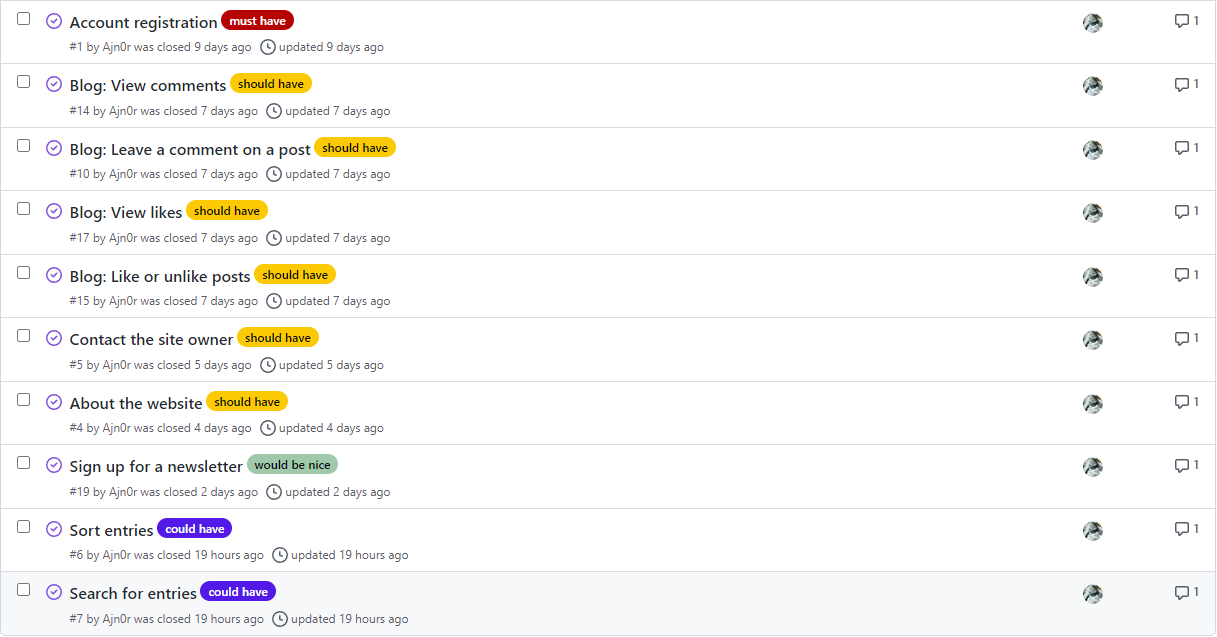 Account registration must have
1
#1 by Ajn0r was closed 9 days ago updated 9 days ago
Blog: View comments should have
1
#14 by Ajn0r was closed 7 days ago updated 7 days ago
Blog: Leave a comment on a post should have
1
#10 by Ajn0r was closed 7 days ago updated 7 days ago
Blog: View likes should have
1
#17 by Ajn0r was closed 7 days ago updated 7 days ago
Blog: Like or unlike posts should have
1
#15 by Ajn0r was closed 7 days ago updated 7 days ago
Contact the site owner should have
1
#5 by Ajn0r was closed 5 days ago updated 5 days ago
About the website should have
1
#4 by Ajn0r was closed 4 days ago updated 4 days ago
Sign up for a newsletter would be nice
1
#19 by Ajn0r was closed 2 days ago updated 2 days ago
Sort entries could have
1
#6 by Ajn0r was closed 19 hours ago updated 19 hours ago
Search for entries could have
1
#7 by Ajn0r was closed 19 hours ago updated 19 hours ago